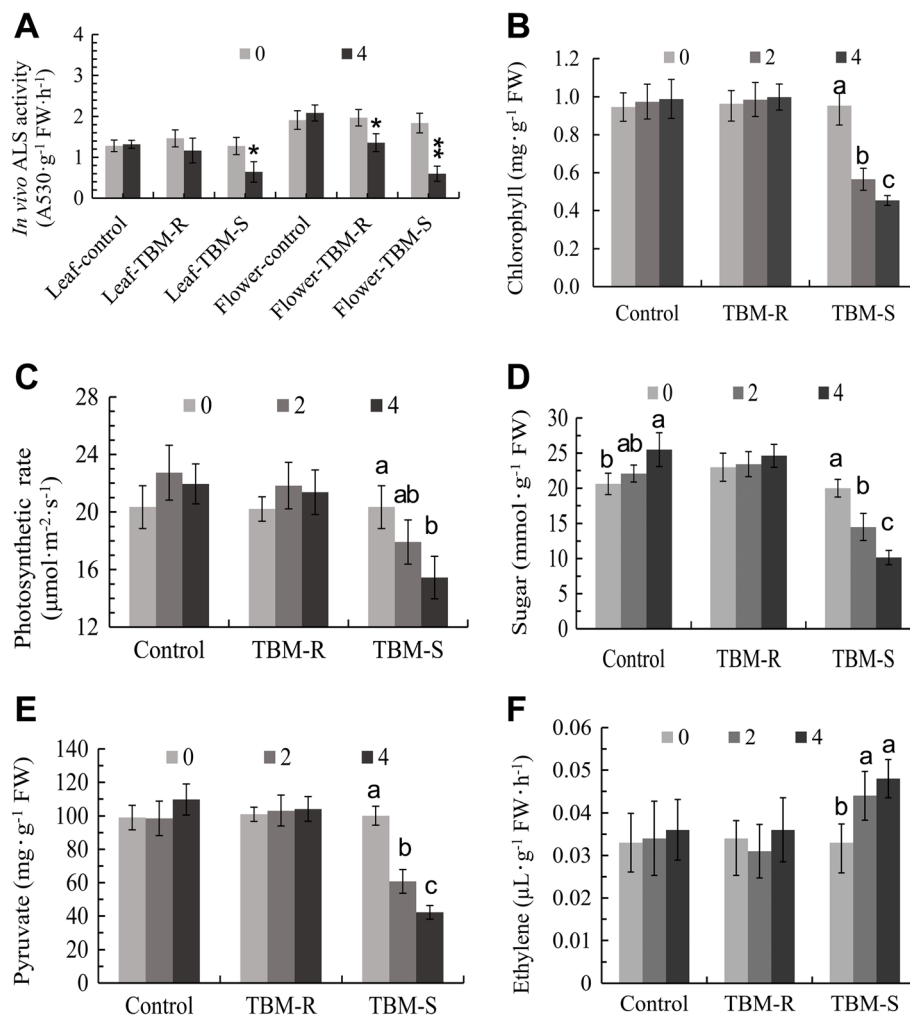 A
In vivo ALS activity
(A530·g⁻¹ FW·h⁻¹)
4
3
2
1
0
0 4
*
*
**
Leaf-control
Leaf-TBM-R
Leaf-TBM-S
Flower-control
Flower-TBM-R
Flower-TBM-S
B
Chlorophyll (mg·g⁻¹ FW)
1.2
1.0
0.8
0.6
0.4
0.2
0.0
0 2 4
a
b
c
Control TBM-R TBM-S
C
Photosynthetic rate
(μmol·m⁻²·s⁻¹)
28
24
20
16
12
0 2 4
a
ab
b
Control TBM-R TBM-S
D
Sugar (mmol·g⁻¹ FW)
30
25
20
15
10
5
0
0 2 4
b ab a
a
b
c
Control TBM-R TBM-S
E
Pyruvate (mg·g⁻¹ FW)
140
120
100
80
60
40
20
0
0 2 4
a
b
c
Control TBM-R TBM-S
F
Ethylene (μL·g⁻¹ FW·h⁻¹)
0.06
0.05
0.04
0.03
0.02
0.01
0
0 2 4
b a a
Control TBM-R TBM-S